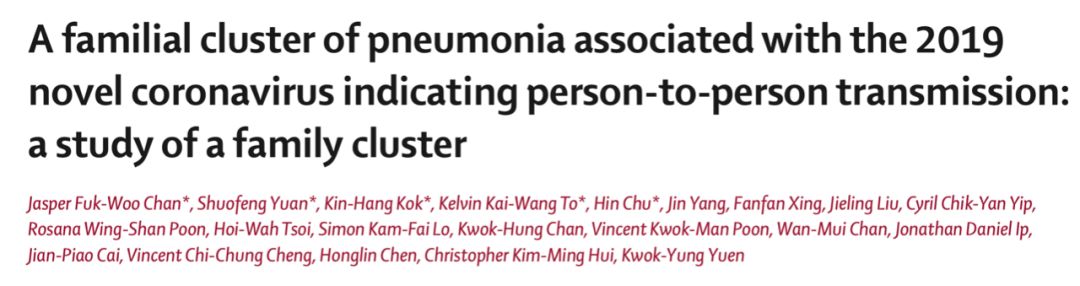 A familial cluster of pneumonia associated with the 2019
novel coronavirus indicating person-to-person transmission:
a study of a family cluster
Jasper Fuk-Woo Chan*, Shuofeng Yuan*, Kin-Hang Kok*, Kelvin Kai-Wang To*, Hin Chu*, Jin Yang, Fanfan Xing, Jieling Liu, Cyril Chik-Yan Yip,
Rosana Wing-Shan Poon, Hoi-Wah Tsoi, Simon Kam-Fai Lo, Kwok-Hung Chan, Vincent Kwok-Man Poon, Wan-Mui Chan, Jonathan Daniel Ip,
Jian-Piao Cai, Vincent Chi-Chung Cheng, Honglin Chen, Christopher Kim-Ming Hui, Kwok-Yung Yuen